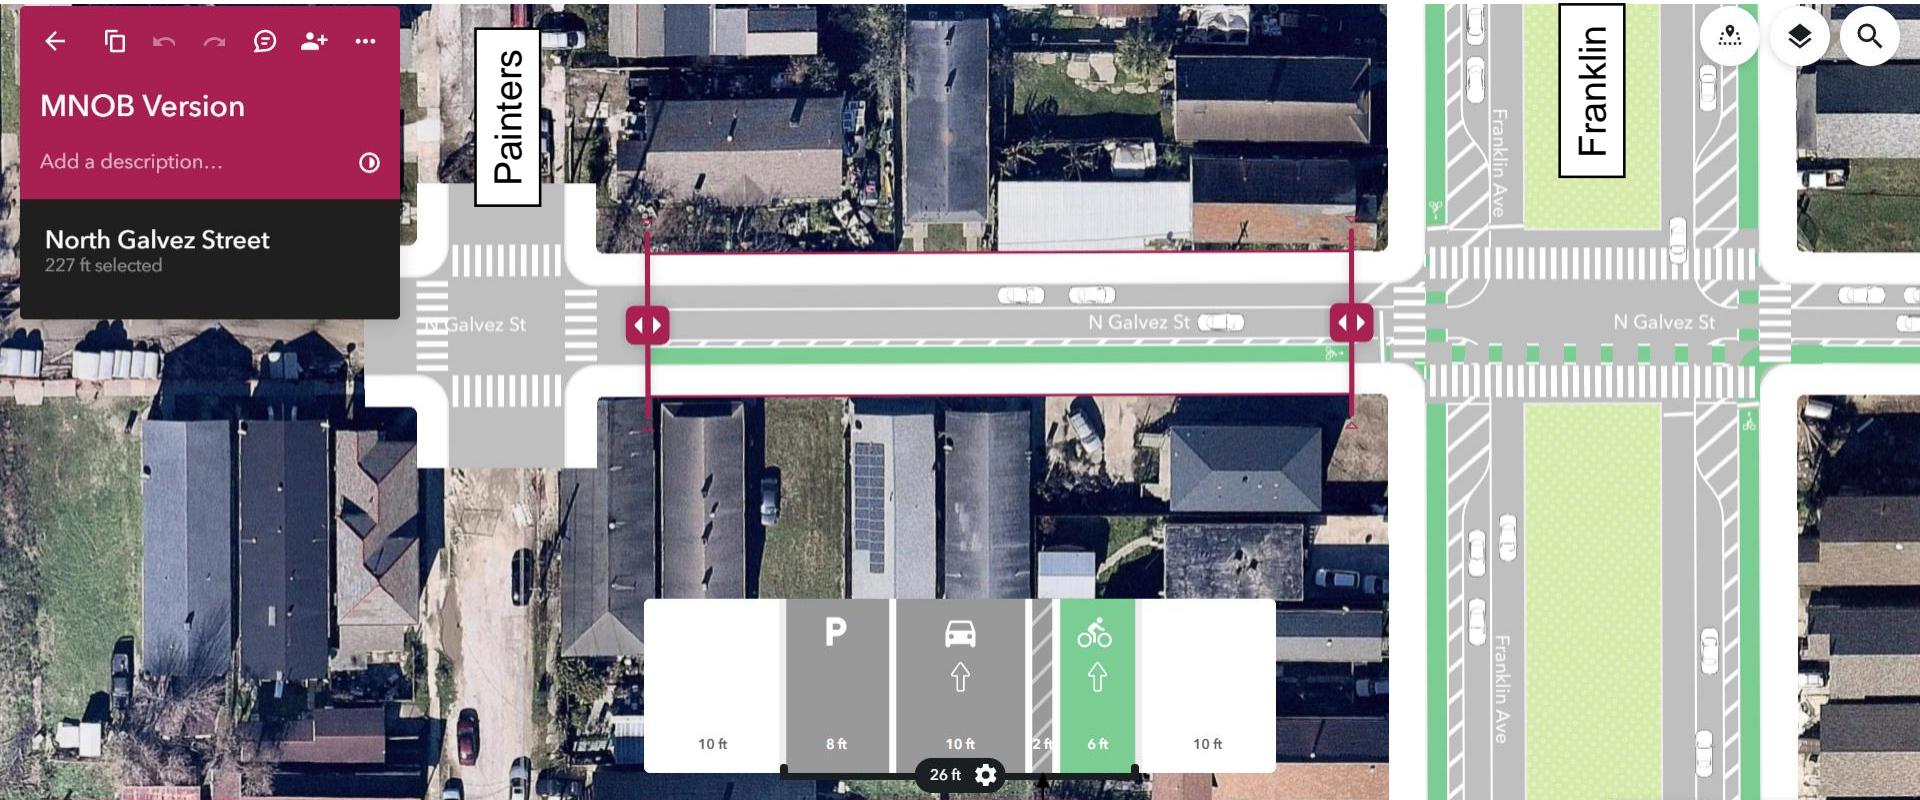 MNOB Version
Add a description...
North Galvez Street
227 ft selected
Painters
Franklin
Franklin Ave
N Galvez St
N Galvez St
N Galvez St
Franklin Ave
P
10 ft
8 ft
10 ft
2 ft
6 ft
10 ft
26 ft